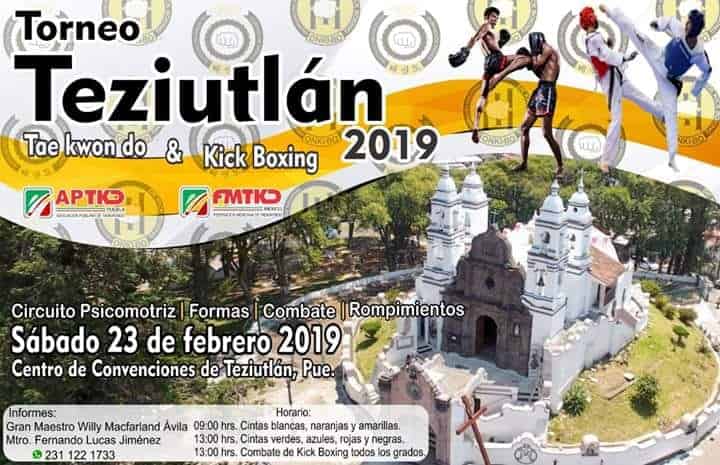 Torneo
Teziutlán
Tae kwon do & Kick Boxing 2019
APTKD
PUEBLA
FMTKD
MÉXICO
Circuito Psicomotriz | Formas | Combate | Rompimientos
Sábado 23 de febrero 2019
Centro de Convenciones de Teziutlán, Pue.
Informes:
Gran Maestro Willy Macfarland Ávila
Mtro. Fernando Lucas Jiménez
231 122 1733
Horario:
09:00 hrs. Cintas blancas, naranjas y amarillas.
13:00 hrs. Cintas verdes, azules, rojas y negras.
13:00 hrs. Combate de Kick Boxing todos los grados.